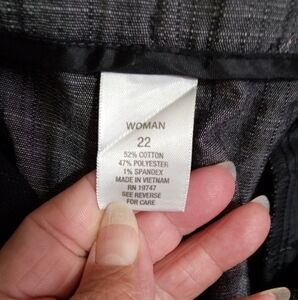 WOMAN
22
52% COTTON
47% POLYESTER
1% SPANDEX
MADE IN VIETNAM
RN 19747
SEE REVERSE
FOR CARE